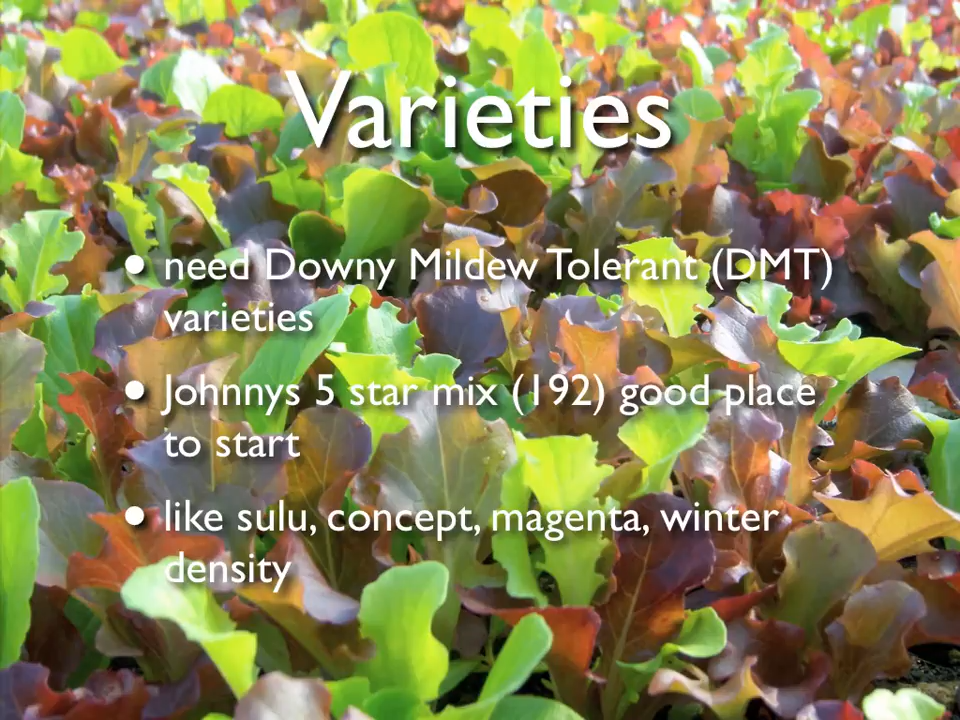 Varieties
• need Downy Mildew Tolerant (DMT)
varieties
• Johnnys 5 star mix (192) good place
to start
• like sulu, concept, magenta, winter
density